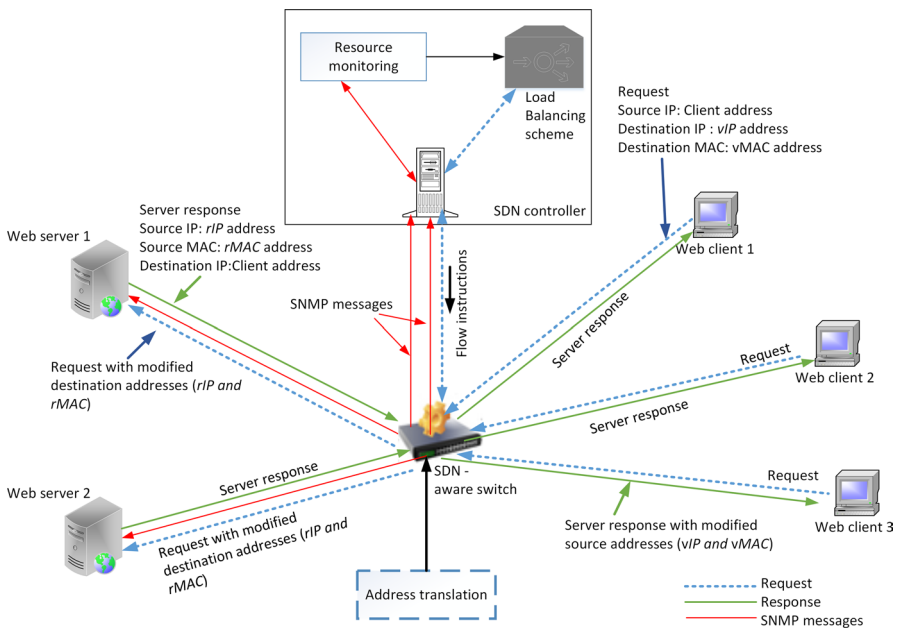 Resource
monitoring
Load
Balancing
scheme
SDN controller
Request
Source IP: Client address
Destination IP : vIP address
Destination MAC: vMAC address
Web client 1
Server response
Source IP: rIP address
Source MAC: rMAC address
Destination IP:Client address
Web server 1
SNMP messages
Flow instructions
Server response
Request with modified
destination addresses (rIP and
rMAC)
Request
Web client 2
Server response
Server response
SDN -
aware switch
Request
Web client 3
Web server 2
Request with modified
destination addresses (rIP and
rMAC)
Server response with modified
source addresses (vIP and vMAC)
Address translation
Request
Response
SNMP messages